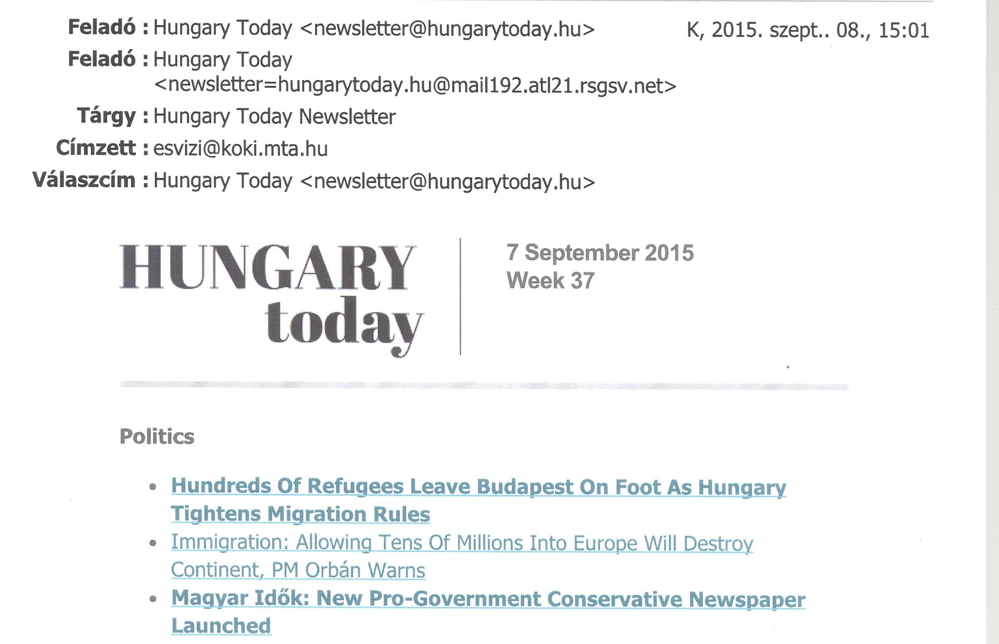 Feladó : Hungary Today <newsletter@hungarytoday.hu> K, 2015. szept.. 08., 15:01
Feladó : Hungary Today
<newsletter=hungarytoday.hu@mail192.atl21.rsgsv.net>
Tárgy : Hungary Today Newsletter
Címzett : esvizi@koki.mta.hu
Válaszcím : Hungary Today <newsletter@hungarytoday.hu>
HUNGARY
today
7 September 2015
Week 37
Politics
• Hundreds Of Refugees Leave Budapest On Foot As Hungary
Tightens Migration Rules
• Immigration: Allowing Tens Of Millions Into Europe Will Destroy
Continent, PM Orbán Warns
• Magyar Idők: New Pro-Government Conservative Newspaper
Launched